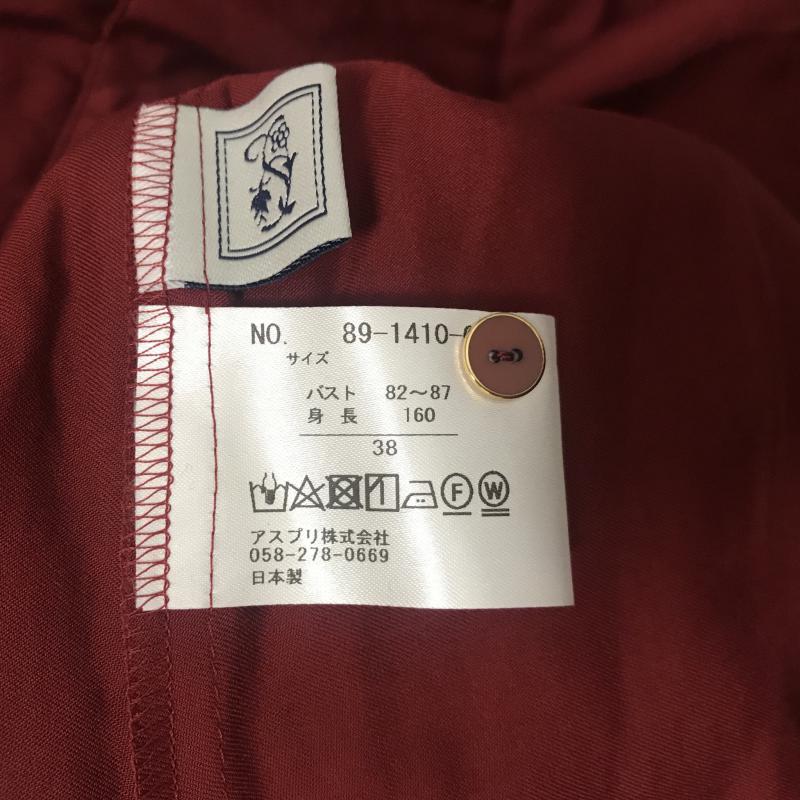 NO. 89-1410-
サイズ
バスト 82～87
身長 160
38
F W
アスプリ株式会社
058-278-0669
日本製